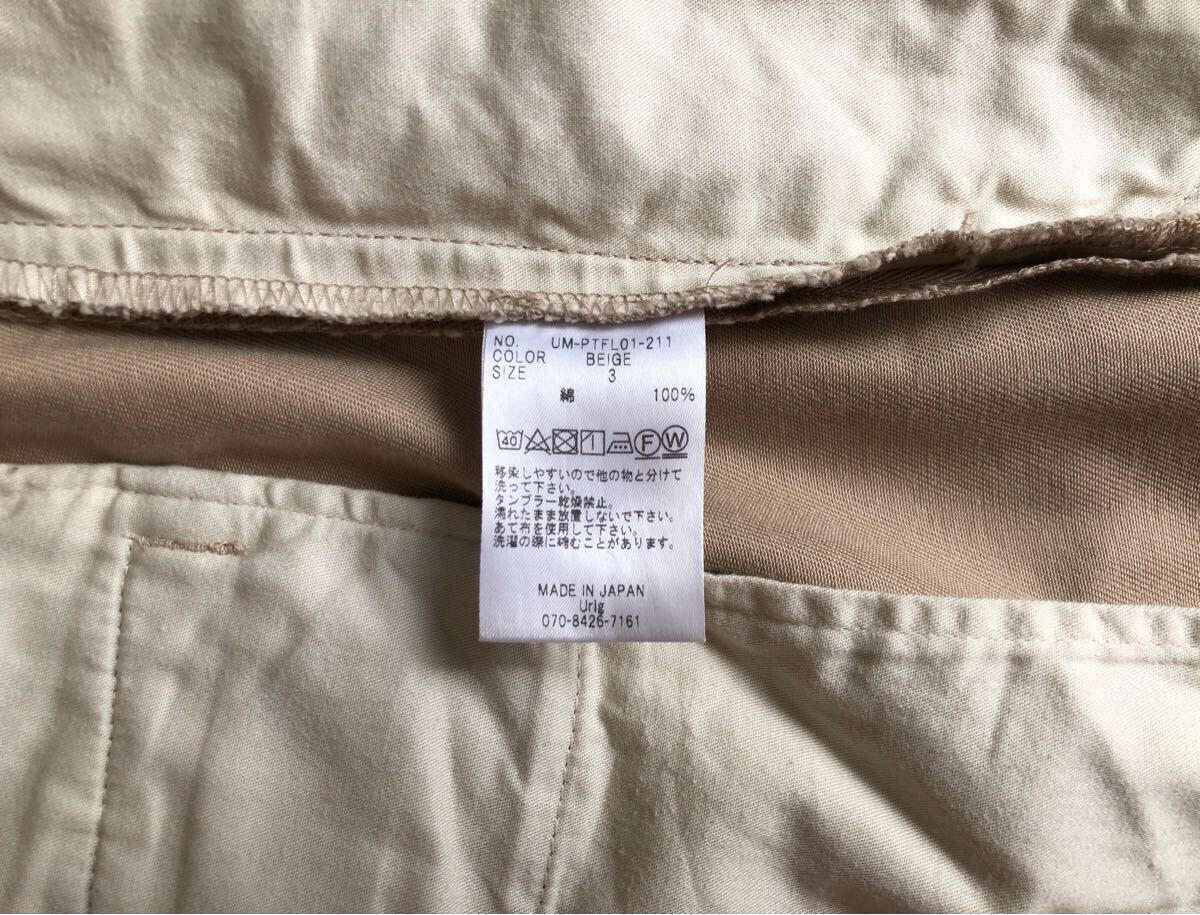 NO. UM-PTFL01-211
COLOR BEIGE
SIZE 3
綿 100%
40 F W
移染しやすいので他の物と分けて
洗って下さい。
タンブラー乾燥禁止。
濡れたまま放置しないで下さい。
あて布を使用して下さい。
洗濯の際に縮むことがあります。
MADE IN JAPAN
Urig
070-8426-7161